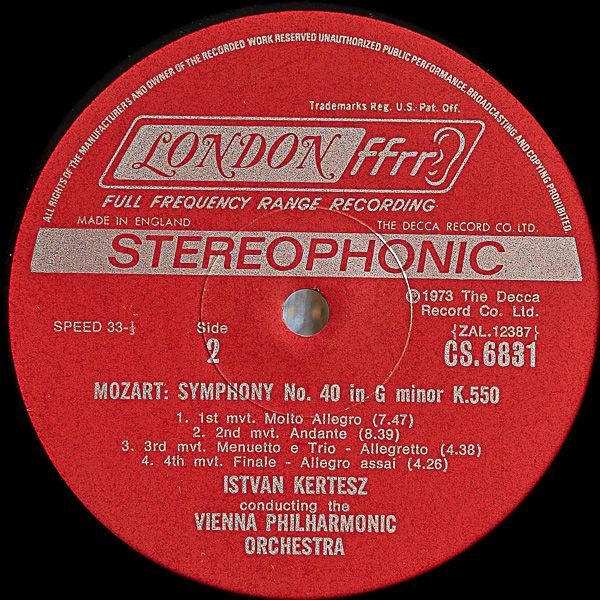 ALL RIGHTS OF THE MANUFACTURERS AND OWNER OF THE RECORDED WORK RESERVED UNAUTHORIZED PUBLIC PERFORMANCE, BROADCASTING AND COPYING PROHIBITED
Trademarks Reg. U.S. Pat. Off.
LONDON ffrr
FULL FREQUENCY RANGE RECORDING
MADE IN ENGLAND THE DECCA RECORD CO. LTD.
STEREOPHONIC
℗1973 The Decca
Record Co. Ltd.
SPEED 33-⅓ Side {ZAL.12387}
2 CS.6831
MOZART: SYMPHONY No. 40 in G minor K.550
1. 1st mvt. Molto Allegro (7.47)
2. 2nd mvt. Andante (8.39)
3. 3rd mvt. Menuetto e Trio - Allegretto (4.38)
4. 4th mvt. Finale - Allegro assai (4.26)
ISTVAN KERTESZ
conducting the
VIENNA PHILHARMONIC
ORCHESTRA